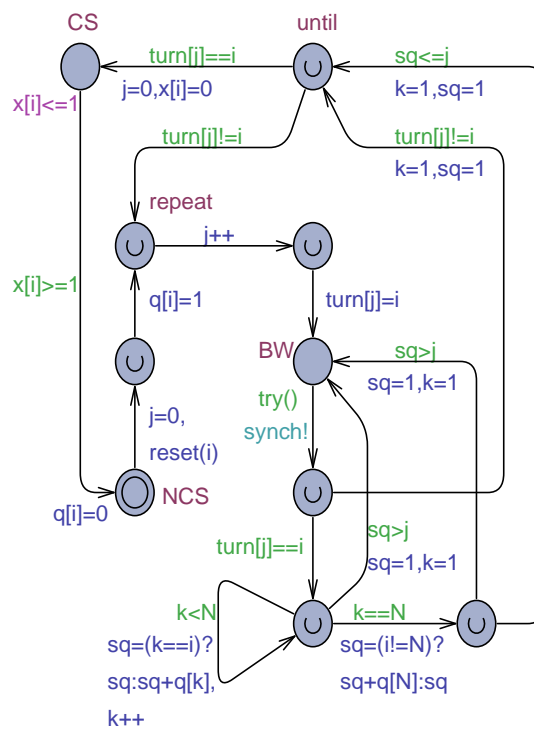 CS
until
turn[j]==i
sq<=j
j=0,x[i]=0
k=1,sq=1
x[i]<=1
turn[j]!=i
turn[j]!=i
k=1,sq=1
repeat
j++
x[i]>=1
q[i]=1
turn[j]=i
BW
sq>j
sq=1,k=1
try()
j=0,
synch!
reset(i)
NCS
q[i]=0
sq>j
turn[j]==i
sq=1,k=1
k<N
k==N
sq=(k==i)?
sq=(i!=N)?
sq:sq+q[k],
sq+q[N]:sq
k++